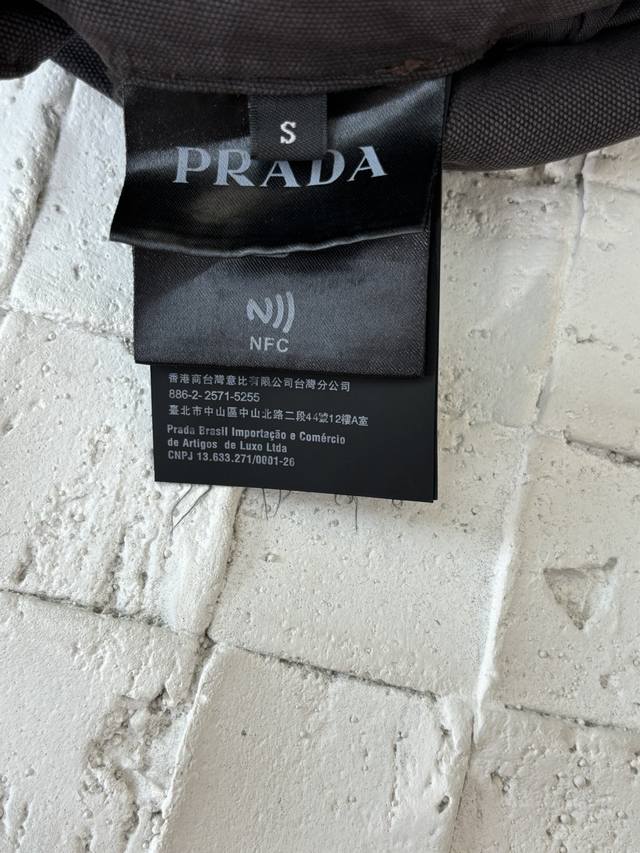 S
PRADA
NFC
香港商台灣意比有限公司台灣分公司
886-2- 2571-5255
臺北市中山區中山北路二段44號12樓A室
Prada Brasil Importação e Comércio
de Artigos de Luxo Ltda
CNPJ 13.633.271/0001-26